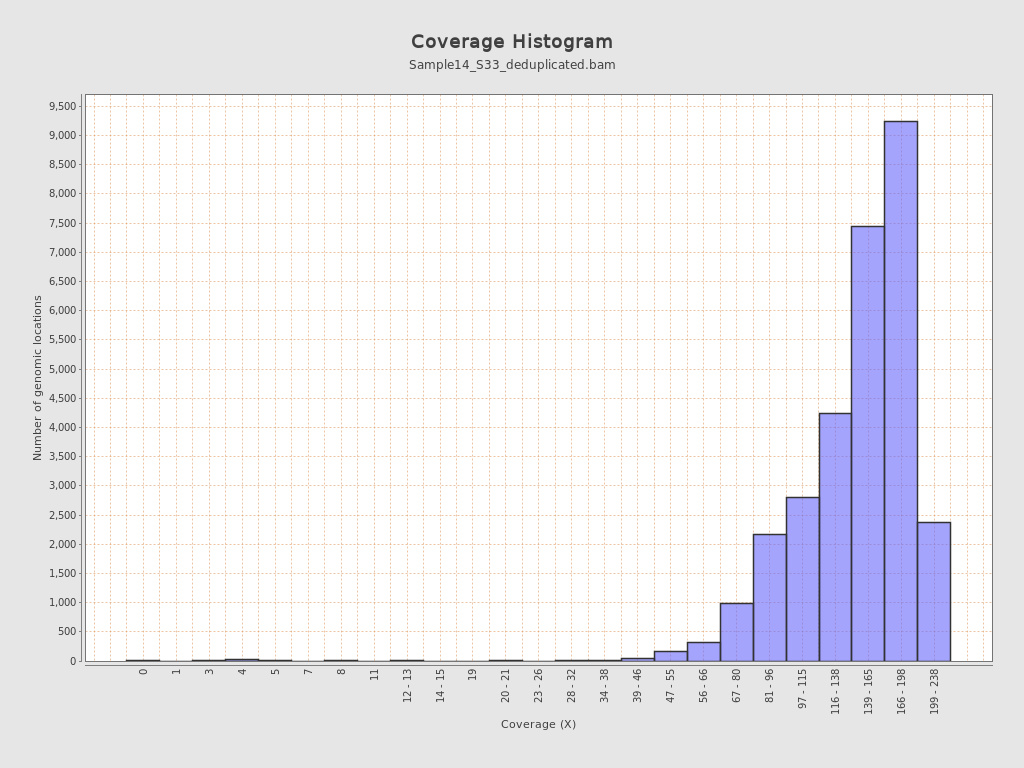 Coverage Histogram
Sample14_S33_deduplicated.bam
Number of genomic locations
9,500
9,000
8,500
8,000
7,500
7,000
6,500
6,000
5,500
5,000
4,500
4,000
3,500
3,000
2,500
2,000
1,500
1,000
500
0
0
1
3
4
5
7
8
11
12 - 13
14 - 15
19
20 - 21
23 - 26
28 - 32
34 - 38
39 - 46
47 - 55
56 - 66
67 - 80
81 - 96
97 - 115
116 - 138
139 - 165
166 - 198
199 - 238
Coverage (X)